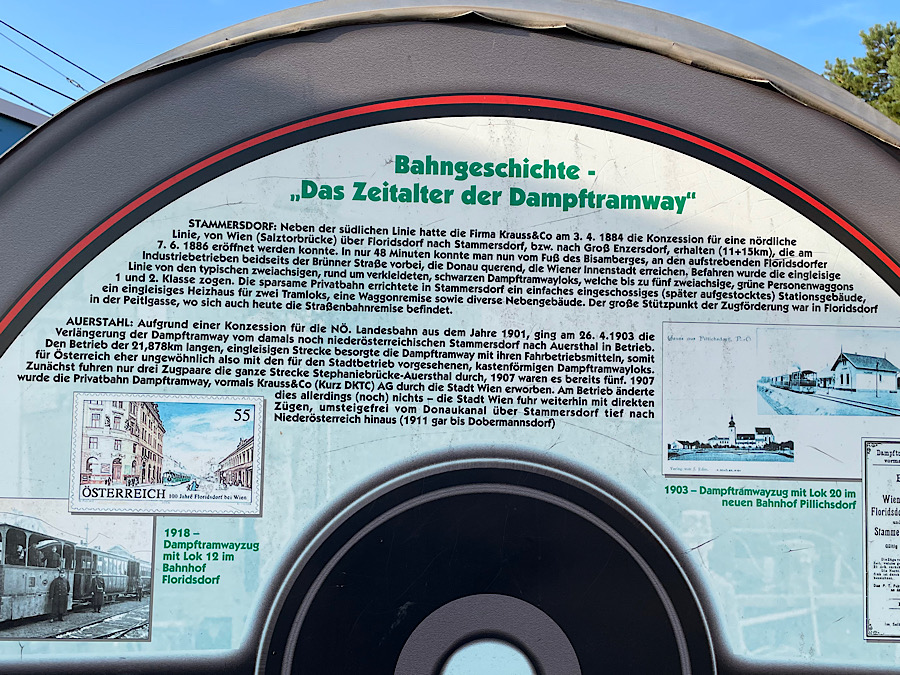 Bahngeschichte -
„Das Zeitalter der Dampftramway“
STAMMERSDORF: Neben der südlichen Linie hatte die Firma Krauss&Co am 3. 4. 1884 die Konzession für eine nördliche
Linie, von Wien (Salztorbrücke) über Floridsdorf nach Stammersdorf, bzw. nach Groß Enzersdorf, erhalten (11+15km), die am
7. 6. 1886 eröffnet werden konnte. In nur 48 Minuten konnte man nun vom Fuß des Bisamberges, an den aufstrebenden Floridsdorfer
Industriebetrieben beidseits der Brünner Straße vorbei, die Donau querend, die Wiener Innenstadt erreichen. Befahren wurde die eingleisige
Linie von den typischen zweiachsigen, rund um verkleideten, schwarzen Dampftramwayloks, welche bis zu fünf zweiachsige, grüne Personenwaggons
1 und 2. Klasse zogen. Die sparsame Privatbahn errichtete in Stammersdorf ein einfaches eingeschossiges (später aufgestocktes) Stationsgebäude,
ein eingleisiges Heizhaus für zwei Tramloks, eine Waggonremise sowie diverse Nebengebäude. Der große Stützpunkt der Zugförderung war in Floridsdorf
in der Peitlgasse, wo sich auch heute die Straßenbahnremise befindet.
AUERSTAHL: Aufgrund einer Konzession für die NÖ. Landesbahn aus dem Jahre 1901, ging am 26. 4.1903 die
Verlängerung der Dampftramway vom damals noch niederösterreichischen Stammersdorf nach Auersthal in Betrieb.
Den Betrieb der 21,878km langen, eingleisigen Strecke besorgte die Dampftramway mit ihren Fahrbetriebsmitteln, somit
für Österreich eher ungewöhnlich also mit den für den Stadtbetrieb vorgesehenen, kastenförmigen Dampftramwayloks.
Zunächst fuhren nur drei Zugpaare die ganze Strecke Stephaniebrücke-Auersthal durch, 1907 waren es bereits fünf. 1907
wurde die Privatbahn Dampftramway, vormals Krauss&Co (Kurz DKTC) AG durch die Stadt Wien erworben. Am Betrieb änderte
dies allerdings (noch) nichts – die Stadt Wien fuhr weiterhin mit direkten
Zügen, umsteigefrei vom Donaukanal über Stammersdorf tief nach
Niederösterreich hinaus (1911 gar bis Dobermannsdorf)
55
ÖSTERREICH 100 Jahre Floridsdorf bei Wien
1918 –
Dampftramwayzug
mit Lok 12 im
Bahnhof
Floridsdorf
1903 – Dampftramwayzug mit Lok 20 im
neuen Bahnhof Pillichsdorf
Dampft
Wien
Floridsdo
und
Stamme